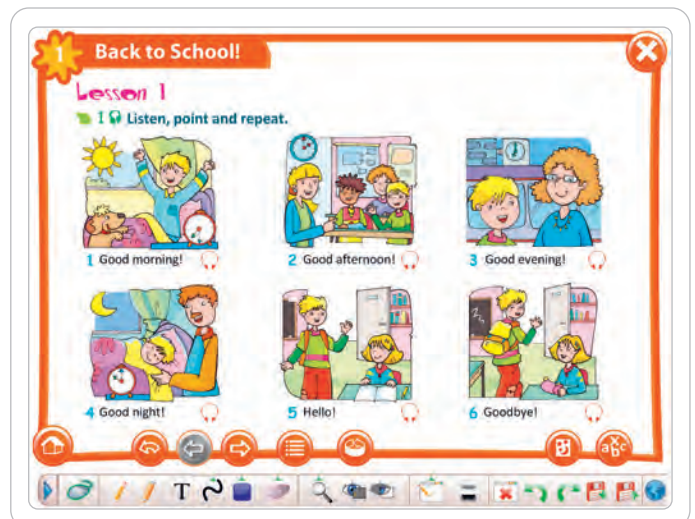 1 Back to School!
Lesson 1
1 Listen, point and repeat.
1 Good morning!
2 Good afternoon!
3 Good evening!
4 Good night!
5 Hello!
6 Goodbye!
T